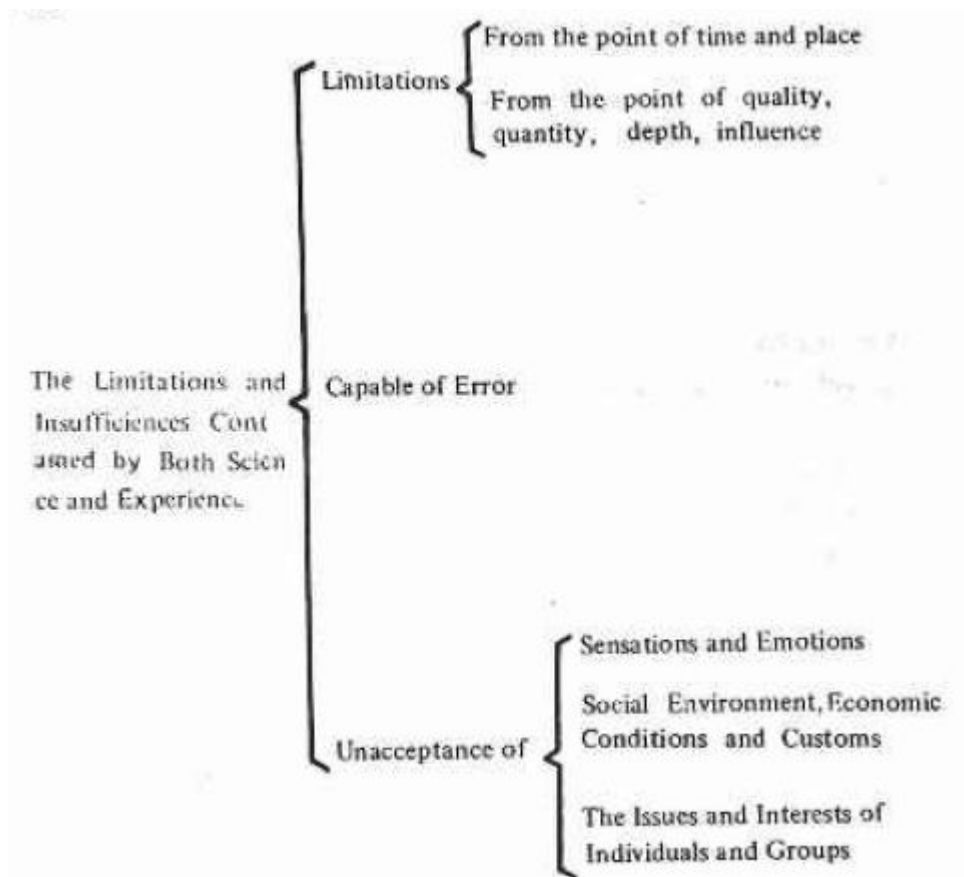 From the point of time and place
Limitations
From the point of quality,
quantity, depth, influence
The Limitations and
Insufficiences Cont
ained by Both Scien
ce and Experience
Capable of Error
Unacceptance of
Sensations and Emotions
Social Environment, Economic
Conditions and Customs
The Issues and Interests of
Individuals and Groups